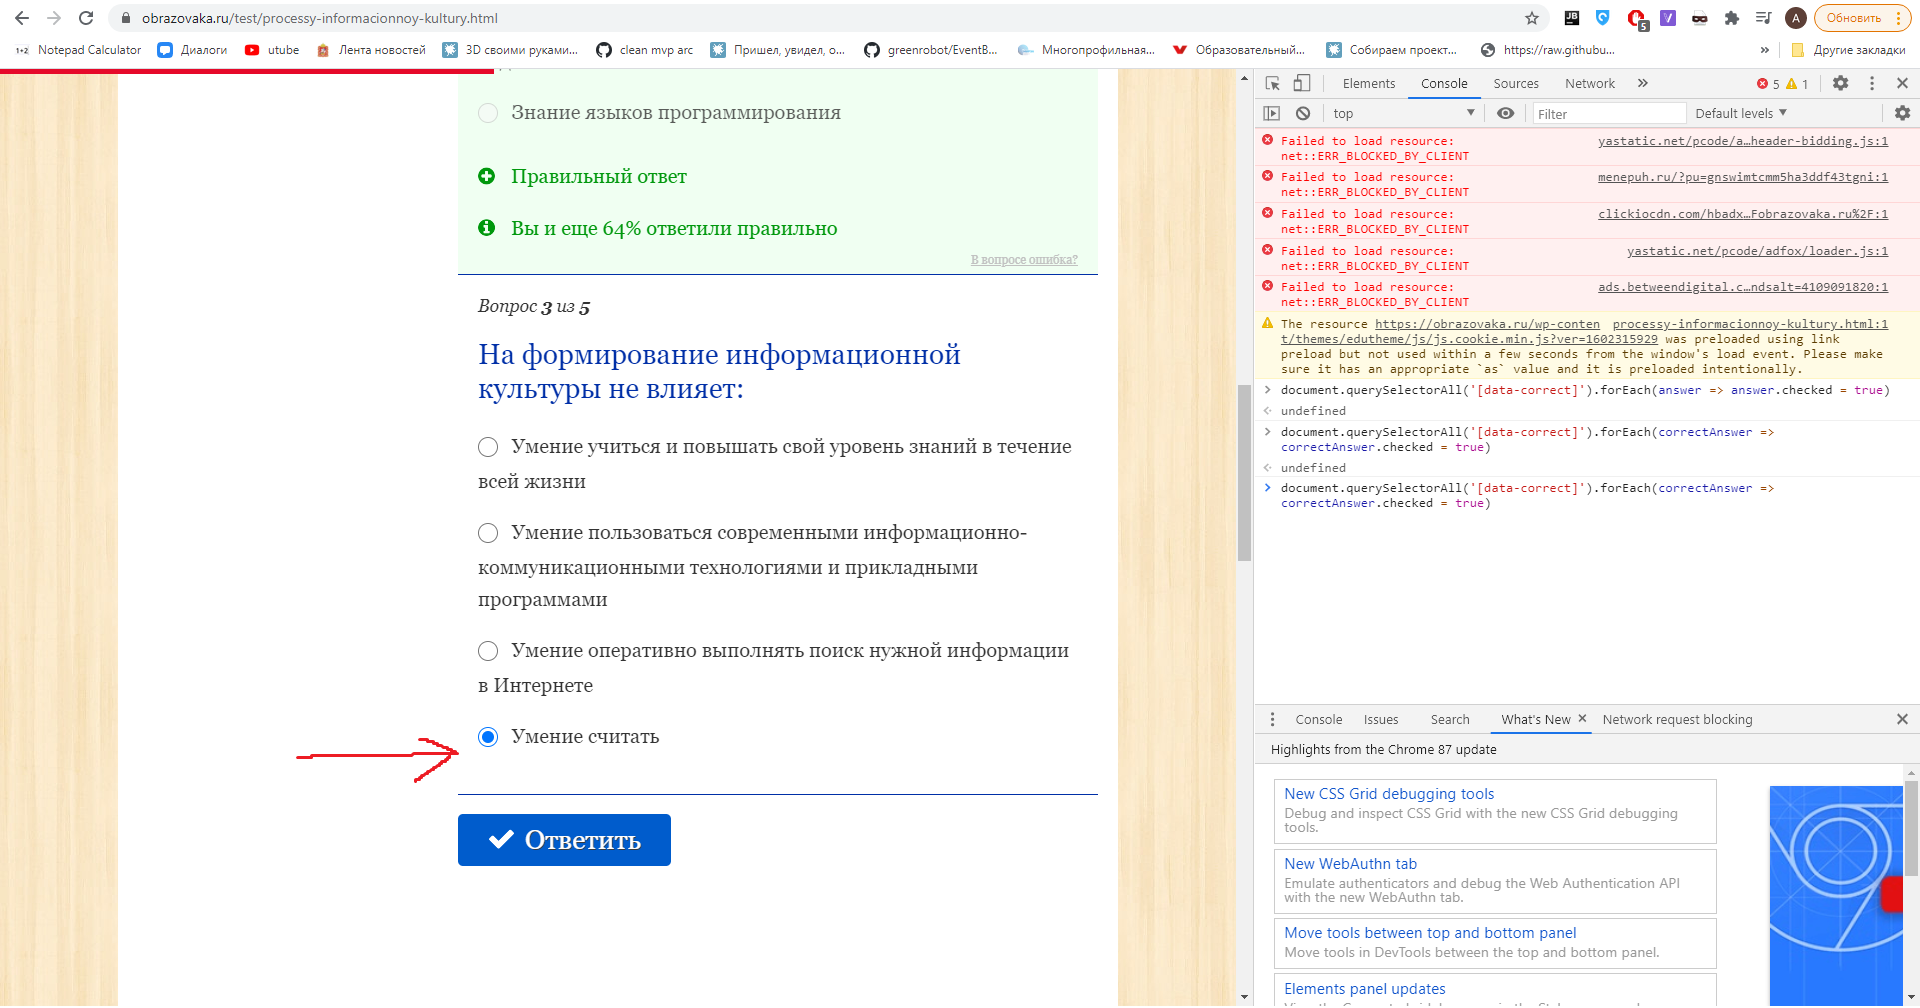 obrazovaka.ru/test/processy-informacionnoy-kultury.html
JB
5
V
A
Обновить
1+2 Notepad Calculator
Диалоги
utube
Лента новостей
3D своими руками...
clean mvp arc
Пришел, увидел, о...
greenrobot/EventB...
Многопрофильная...
Образовательный...
Собираем проект...
https://raw.githubu...
»
Другие закладки
Знание языков программирования
Правильный ответ
Вы и еще 64% ответили правильно
В вопросе ошибка?
Вопрос 3 из 5
На формирование информационной
культуры не влияет:
Умение учиться и повышать свой уровень знаний в течение
всей жизни
Умение пользоваться современными информационно-
коммуникационными технологиями и прикладными
программами
Умение оперативно выполнять поиск нужной информации
в Интернете
Умение считать
Ответить
Elements Console Sources Network » 5 1
top Filter Default levels
Failed to load resource: yastatic.net/pcode/a…header-bidding.js:1
net::ERR_BLOCKED_BY_CLIENT
Failed to load resource: menepuh.ru/?pu=gnswimtcmm5ha3ddf43tgni:1
net::ERR_BLOCKED_BY_CLIENT
Failed to load resource: clickiocdn.com/hbadx…Fobrazovaka.ru%2F:1
net::ERR_BLOCKED_BY_CLIENT
Failed to load resource: yastatic.net/pcode/adfox/loader.js:1
net::ERR_BLOCKED_BY_CLIENT
Failed to load resource: ads.betweendigital.c…ndsalt=4109091820:1
net::ERR_BLOCKED_BY_CLIENT
The resource https://obrazovaka.ru/wp-conten processy-informacionnoy-kultury.html:1
t/themes/edutheme/js/js.cookie.min.js?ver=1602315929 was preloaded using link
preload but not used within a few seconds from the window's load event. Please make
sure it has an appropriate `as` value and it is preloaded intentionally.
document.querySelectorAll('[data-correct]').forEach(answer => answer.checked = true)
undefined
document.querySelectorAll('[data-correct]').forEach(correctAnswer =>
correctAnswer.checked = true)
undefined
document.querySelectorAll('[data-correct]').forEach(correctAnswer =>
correctAnswer.checked = true)
Console Issues Search What's New Network request blocking
Highlights from the Chrome 87 update
New CSS Grid debugging tools
Debug and inspect CSS Grid with the new CSS Grid debugging
tools.
New WebAuthn tab
Emulate authenticators and debug the Web Authentication API
with the new WebAuthn tab.
Move tools between top and bottom panel
Move tools in DevTools between the top and bottom panel.
Elements panel updates